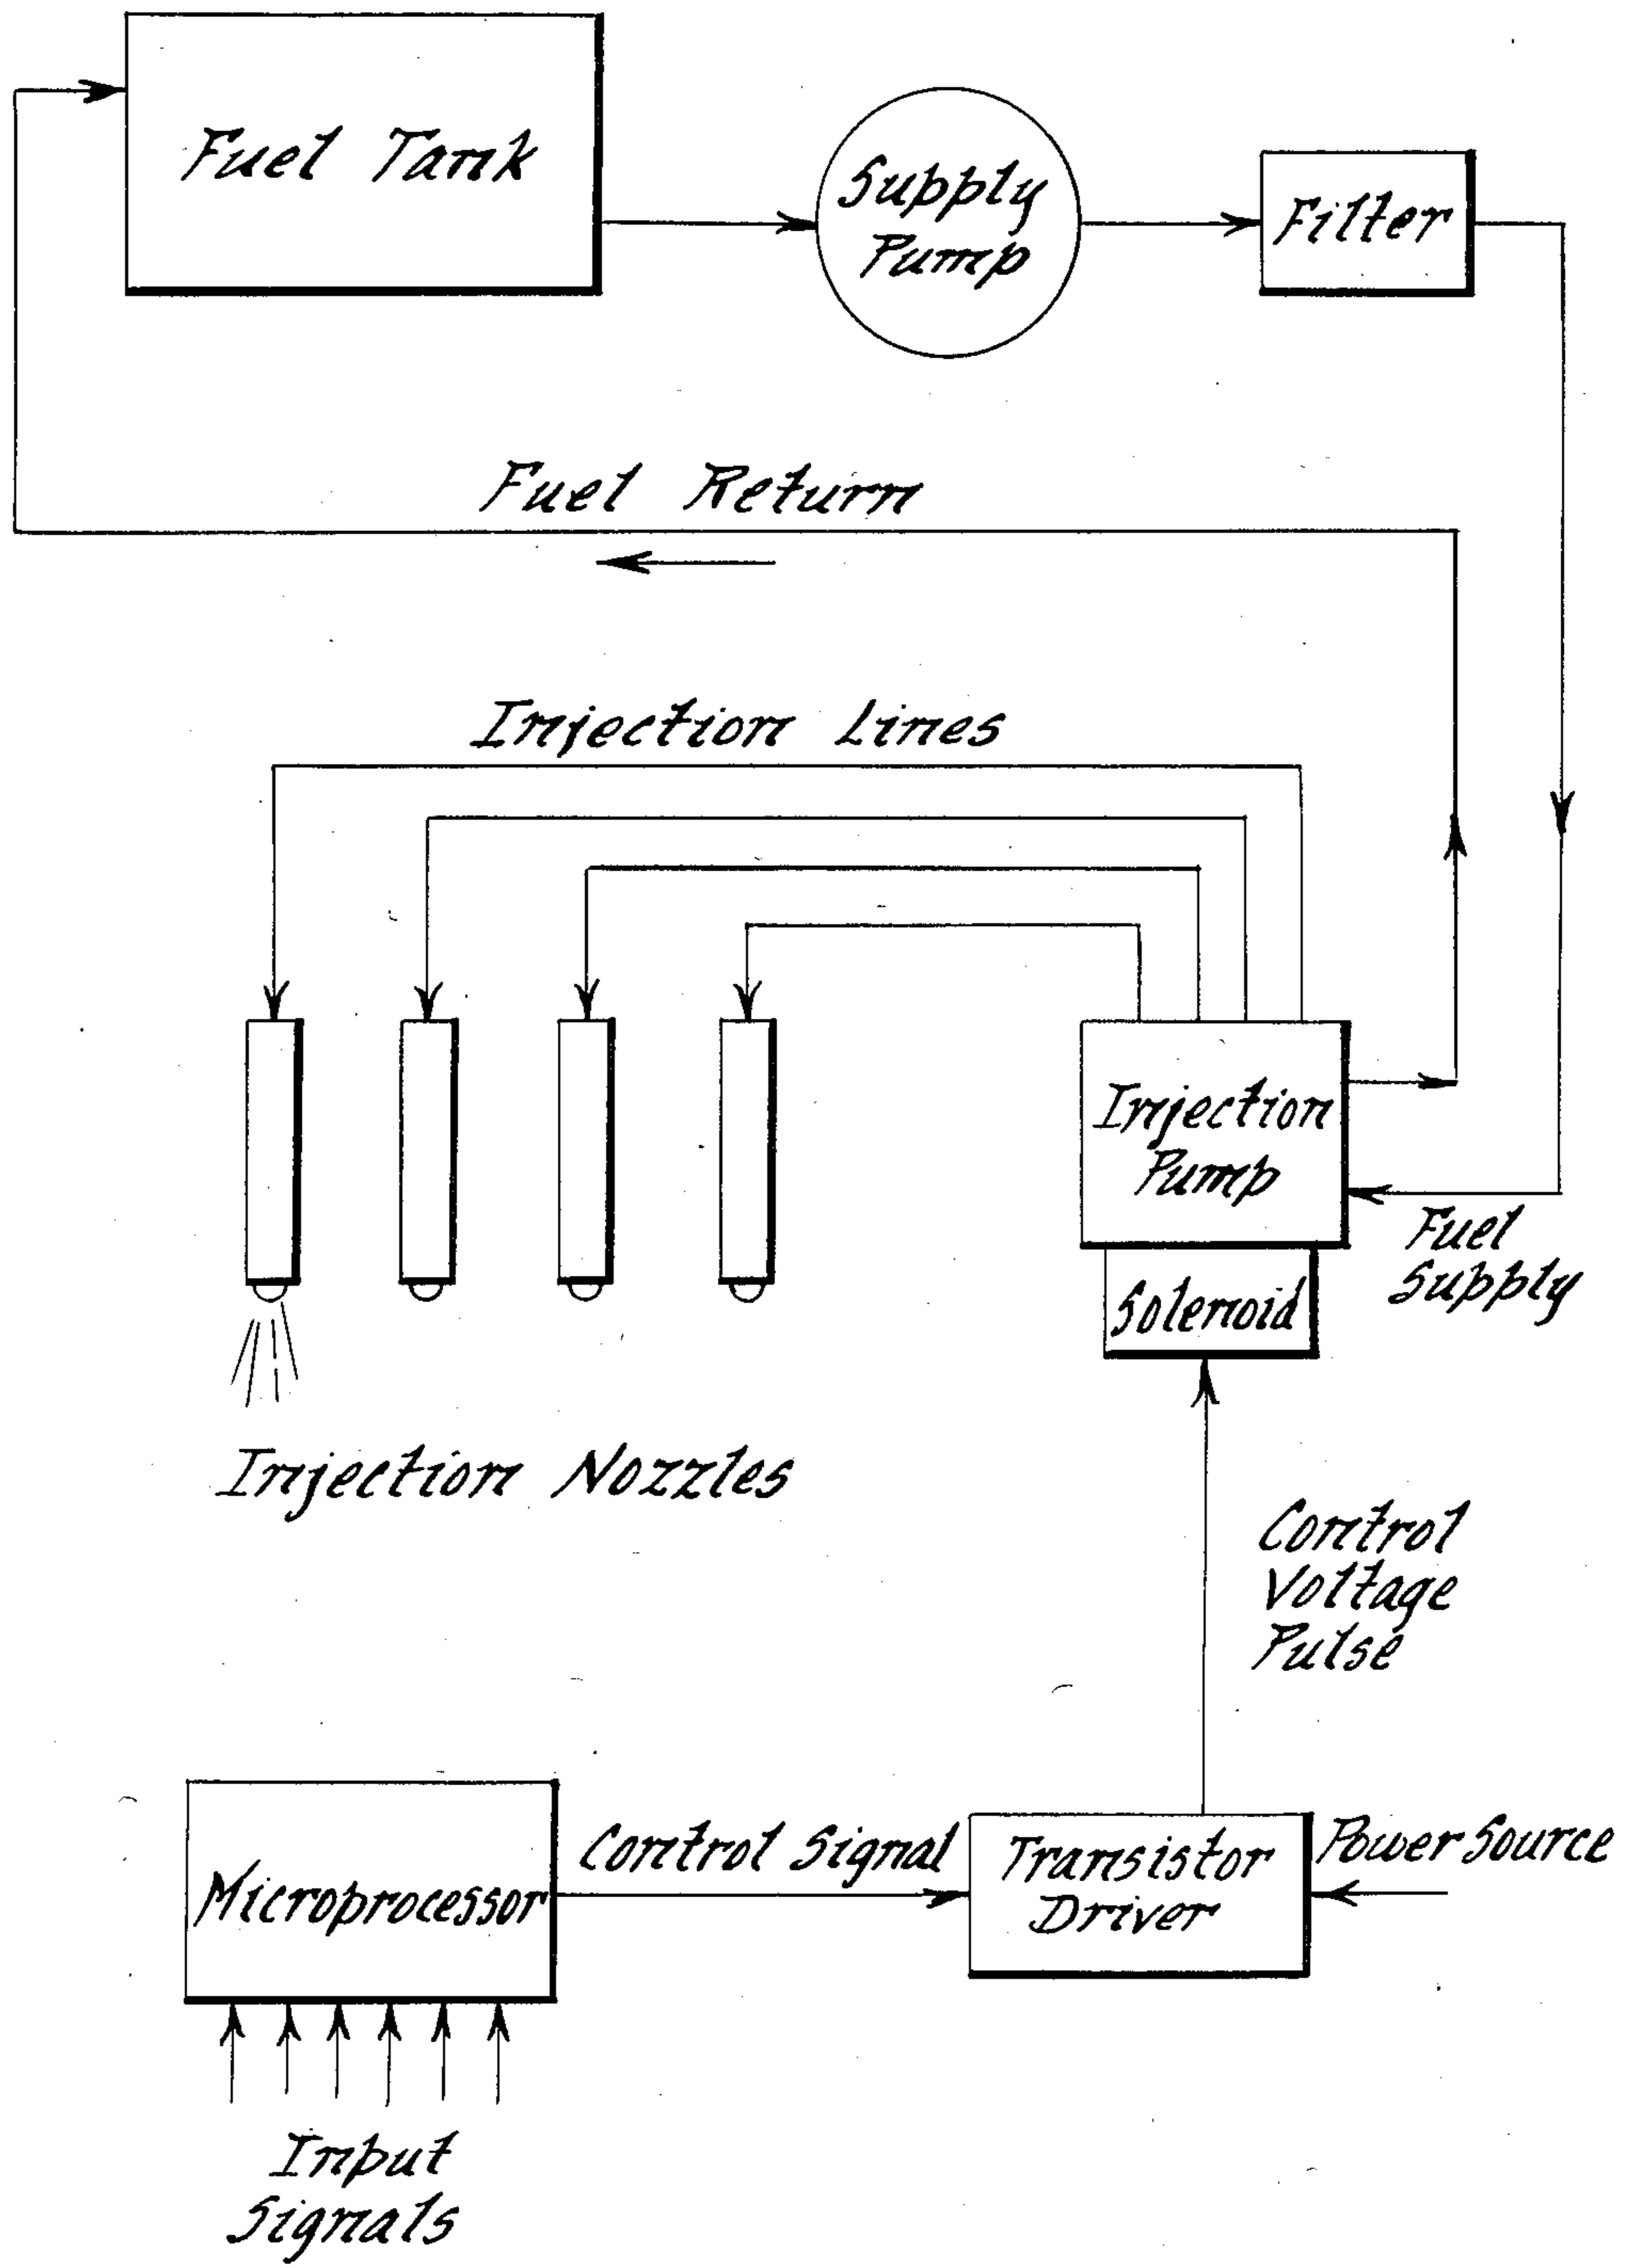 Fuel Tank
Supply
Pump
Filter
Fuel Return
Injection Lines
Injection
Pump
Fuel
Supply
Solenoid
Injection Nozzles
Control
Voltage
Pulse
Microprocessor
Control Signal
Transistor
Driver
Power Source
Input
Signals